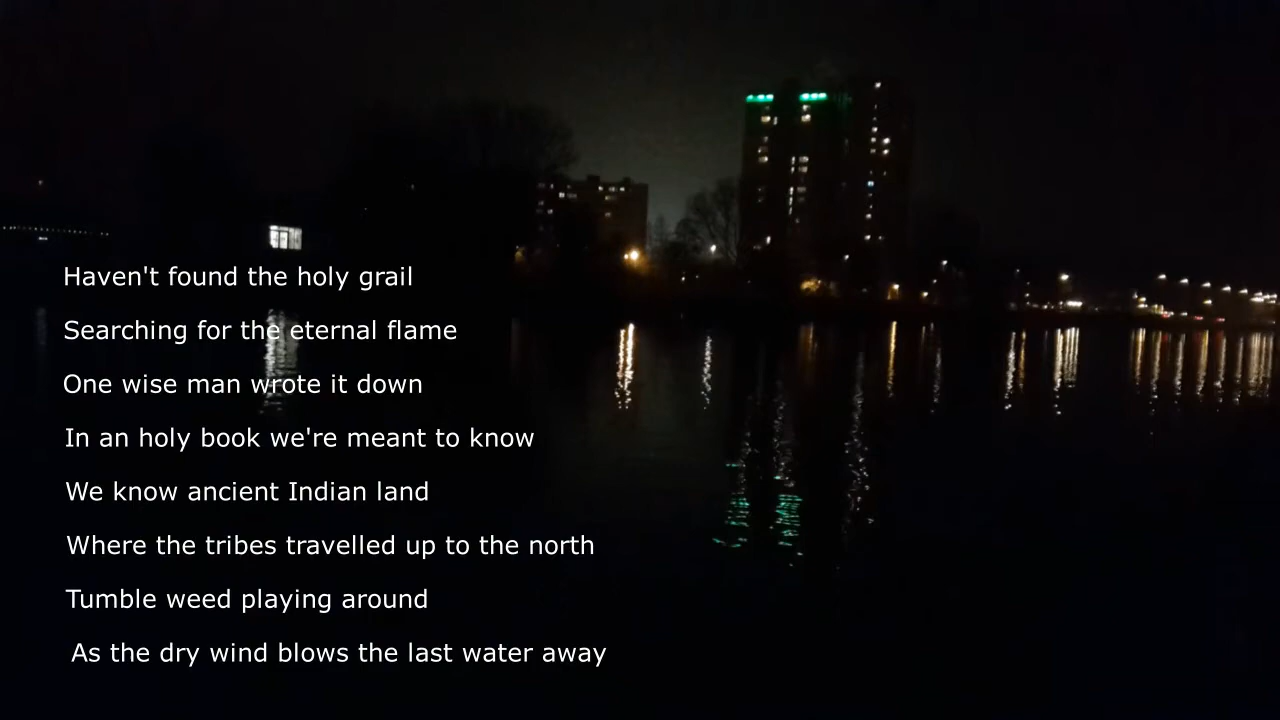 Haven't found the holy grail
Searching for the eternal flame
One wise man wrote it down
In an holy book we're meant to know
We know ancient Indian land
Where the tribes travelled up to the north
Tumble weed playing around
As the dry wind blows the last water away